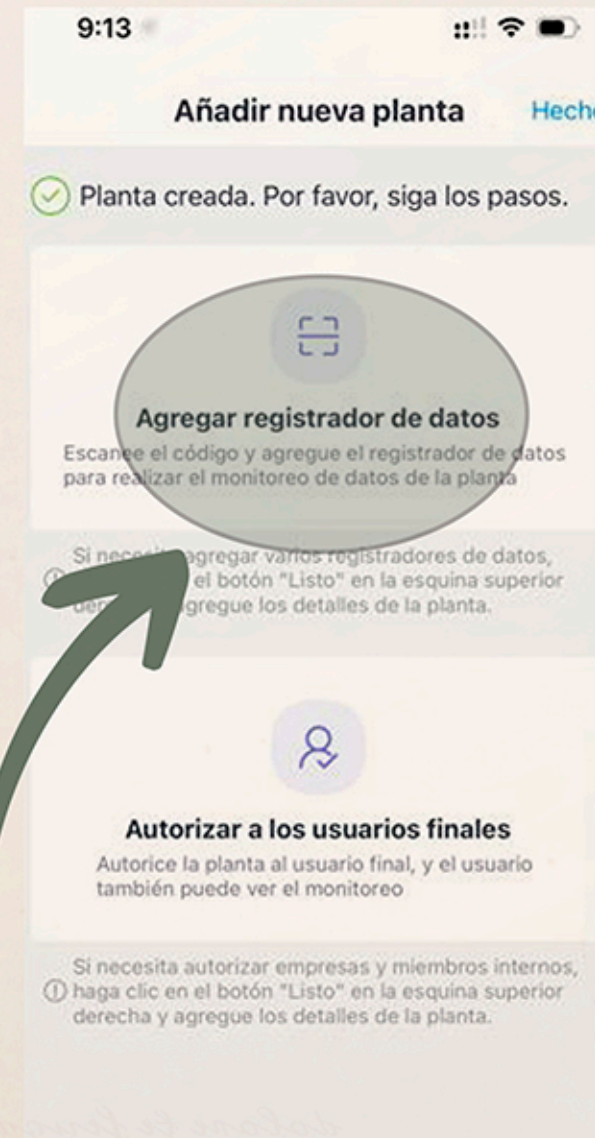 9:13
Añadir nueva planta
Planta creada. Por favor, siga los pasos.
Agregar registrador de datos
Escanee el código y agregue el registrador de datos
para realizar el monitoreo de datos de la planta
Si agregar varios registradores de datos,
el botón "Listo" en la esquina superior
los detalles de la planta.
Autorizar a los usuarios finales
Autorice la planta al usuario final, y el usuario
también puede ver el monitoreo
Si necesita autorizar empresas y miembros internos,
haga clic en el botón "Listo" en la esquina superior
derecha y agregue los detalles de la planta.